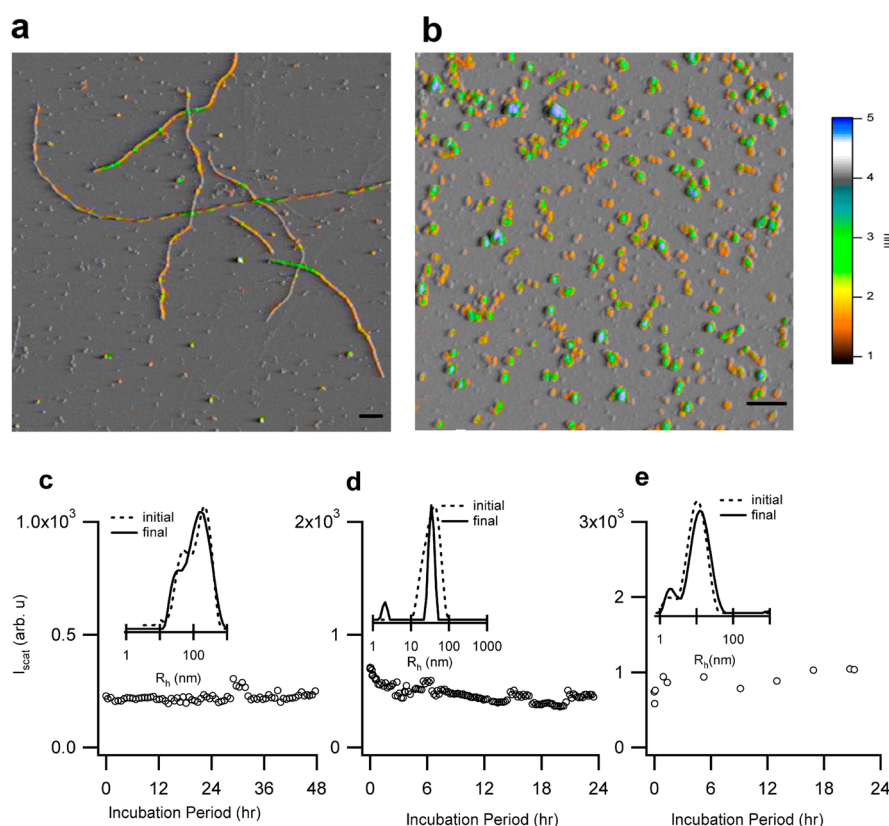 a
b
5
4
3
2
1
nm
c
d
e
1.0x10³
0.5
0.0
I_scat (arb. u)
initial
final
1
100
R_h (nm)
0
12
24
36
48
Incubation Period (hr)
2x10³
1
0
initial
final
1
10
100
1000
R_h (nm)
0
6
12
18
24
Incubation Period (hr)
3x10³
2
1
0
initial
final
1
100
R_h(nm)
0
6
12
18
24
Incubation Period (hr)